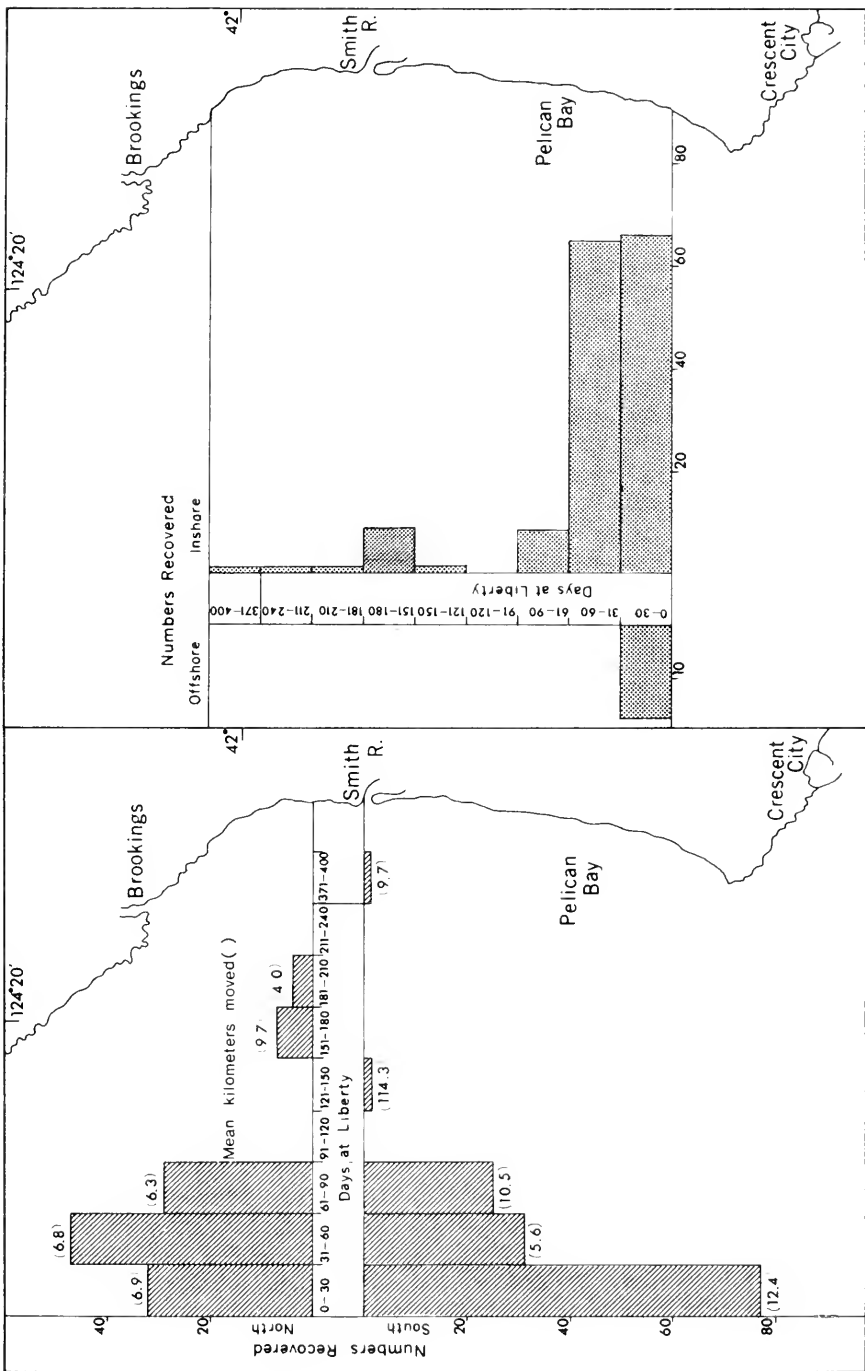 124°20'
Brookings
42°
Smith
R.
Pelican
Bay
Crescent
City
Mean kilometers moved ( )
Numbers Recovered
North
South
40
20
20
40
60
80
(6.9)
(6.8)
(6.3)
(9.7)
4.0)
Days at Liberty
0-30
31-60
61-90
91-120
121-150
151-180
181-210
211-240
371-400
(12.4
(5.6)
(10.5)
(114.3)
(9.7)
124°20'
Brookings
42°
Smith
R.
Pelican
Bay
Crescent
City
Numbers Recovered
Offshore
Inshore
371-400
211-240
181-210
151-180
121-150
91-120
61-90
31-60
0-30
Days at Liberty
10
20
40
60
80